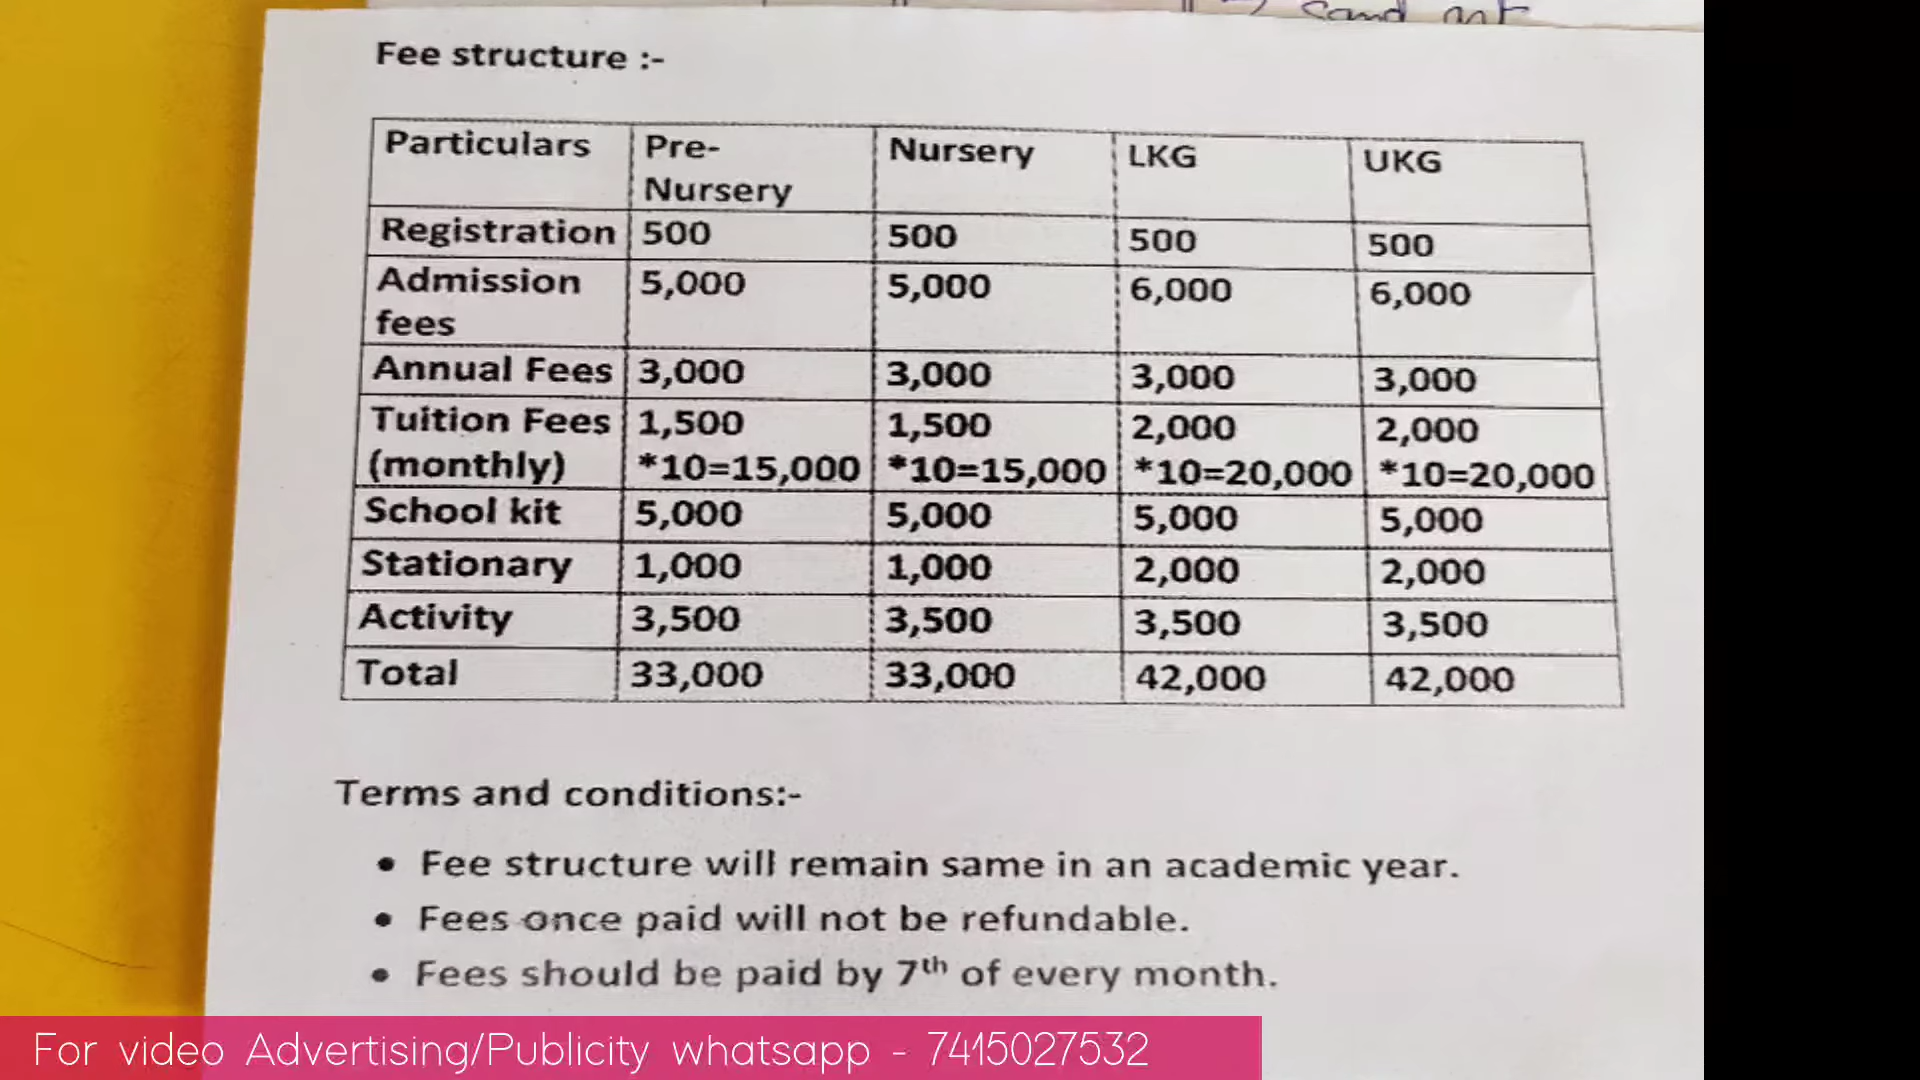 sand art
Fee structure :-
Particulars Pre-Nursery Nursery LKG UKG
Registration 500 500 500 500
Admission fees 5,000 5,000 6,000 6,000
Annual Fees 3,000 3,000 3,000 3,000
Tuition Fees (monthly) 1,500 *10=15,000 1,500 *10=15,000 2,000 *10=20,000 2,000 *10=20,000
School kit 5,000 5,000 5,000 5,000
Stationary 1,000 1,000 2,000 2,000
Activity 3,500 3,500 3,500 3,500
Total 33,000 33,000 42,000 42,000
Terms and conditions:-
• Fee structure will remain same in an academic year.
• Fees once paid will not be refundable.
• Fees should be paid by 7th of every month.
For video Advertising/Publicity whatsapp - 7415027532